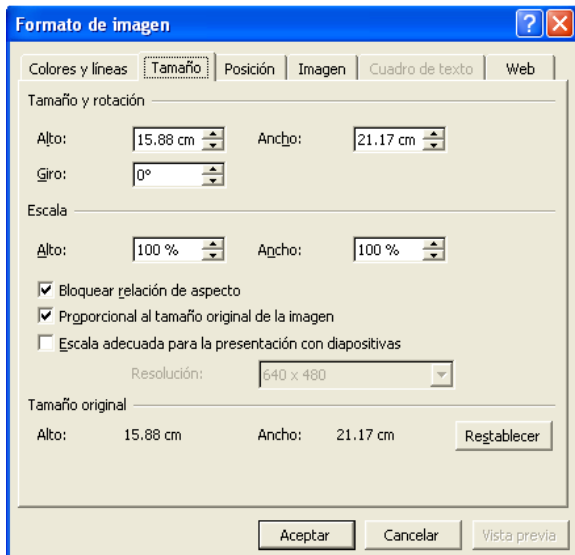 Formato de imagen
Colores y líneas Tamaño Posición Imagen Cuadro de texto Web
Tamaño y rotación
Alto: 15.88 cm Ancho: 21.17 cm
Giro: 0°
Escala
Alto: 100 % Ancho: 100 %
Bloquear relación de aspecto
Proporcional al tamaño original de la imagen
Escala adecuada para la presentación con diapositivas
Resolución: 640 x 480
Tamaño original
Alto: 15.88 cm Ancho: 21.17 cm Restablecer
Aceptar Cancelar Vista previa